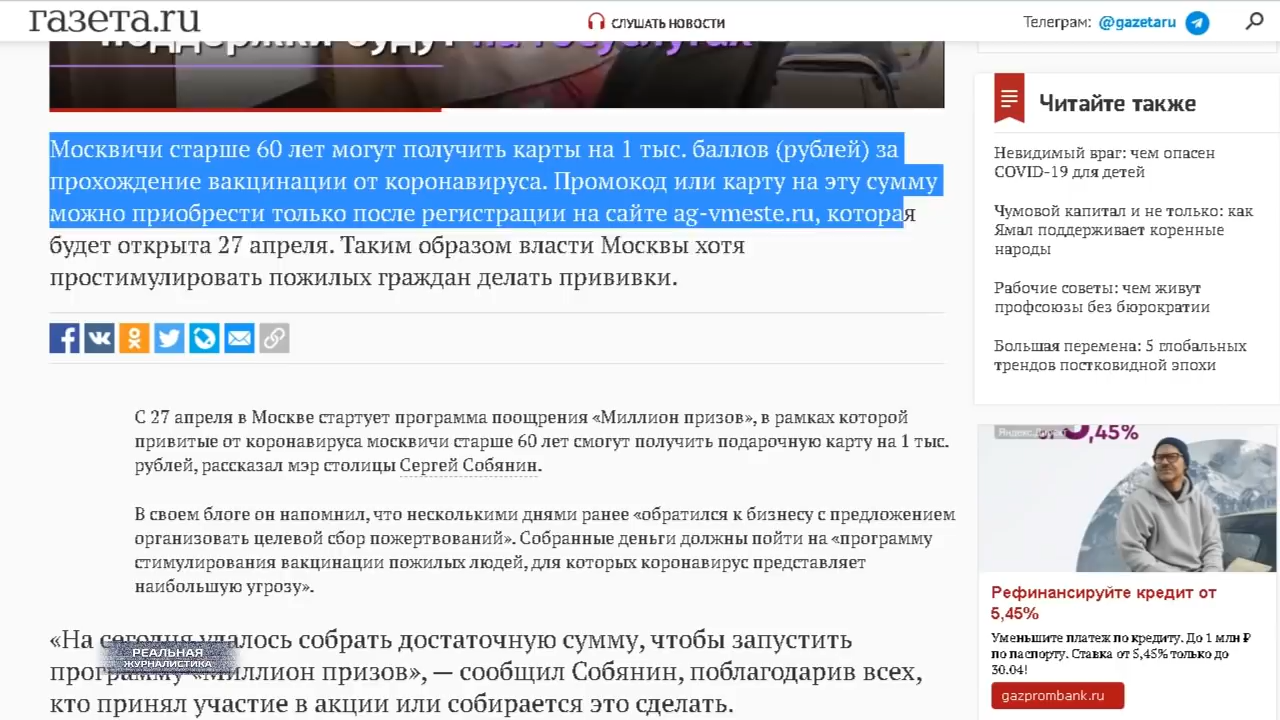 газета.ru
СЛУШАТЬ НОВОСТИ
Телеграм: @gazetaru
поддержки будут на госуслугах
Москвичи старше 60 лет могут получить карты на 1 тыс. баллов (рублей) за
прохождение вакцинации от коронавируса. Промокод или карту на эту сумму
можно приобрести только после регистрации на сайте ag-vmeste.ru, которая
будет открыта 27 апреля. Таким образом власти Москвы хотя
простимулировать пожилых граждан делать прививки.
С 27 апреля в Москве стартует программа поощрения «Миллион призов», в рамках которой
привитые от коронавируса москвичи старше 60 лет смогут получить подарочную карту на 1 тыс.
рублей, рассказал мэр столицы Сергей Собянин.
В своем блоге он напомнил, что несколькими днями ранее «обратился к бизнесу с предложением
организовать целевой сбор пожертвований». Собранные деньги должны пойти на «программу
стимулирования вакцинации пожилых людей, для которых коронавирус представляет
наибольшую угрозу».
«На сегодня удалось собрать достаточную сумму, чтобы запустить
программу «Миллион призов», — сообщил Собянин, поблагодарив всех,
кто принял участие в акции или собирается это сделать.
РЕАЛЬНАЯ
ЖУРНАЛИСТИКА
Читайте также
Невидимый враг: чем опасен
COVID-19 для детей
Чумовой капитал и не только: как
Ямал поддерживает коренные
народы
Рабочие советы: чем живут
профсоюзы без бюрократии
Большая перемена: 5 глобальных
трендов постковидной эпохи
Яндекс.Директ
от 5,45%
Рефинансируйте кредит от
5,45%
Уменьшите платеж по кредиту. До 1 млн ₽
по паспорту. Ставка от 5,45% только до
30.04!
gazprombank.ru